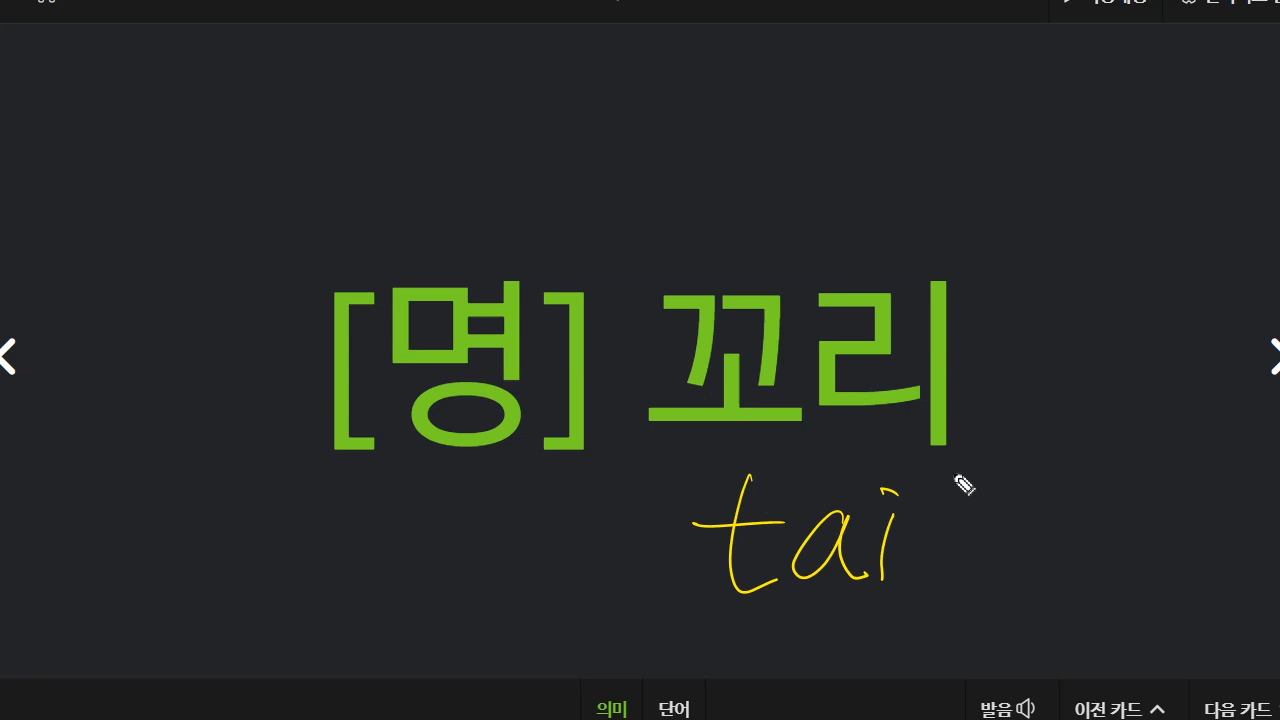 [명] 꼬리
tai
의미 단어 발음 이전 카드 다음 카드